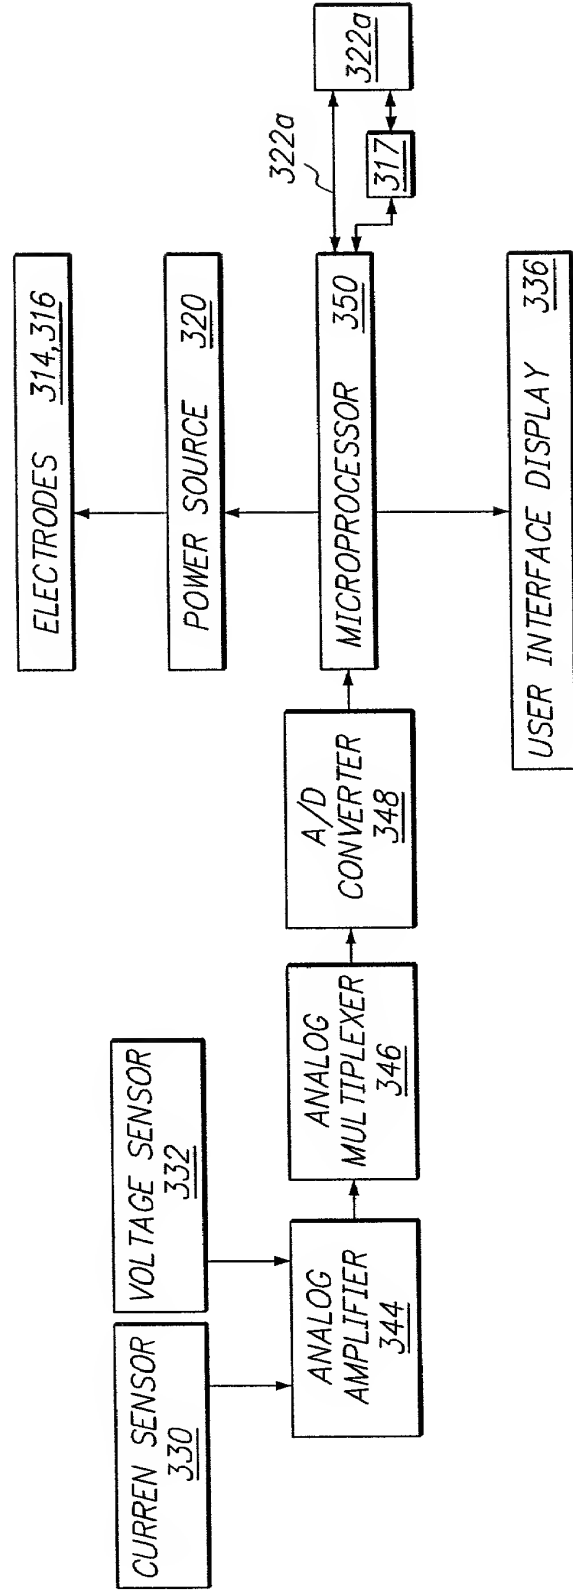 ELECTRODES 314,316
POWER SOURCE 320
CURREN SENSOR
330
VOLTAGE SENSOR
332
ANALOG
AMPLIFIER
344
ANALOG
MULTIPLEXER
346
A/D
CONVERTER
348
MICROPROCESSOR 350
322a
317
322a
USER INTERFACE DISPLAY 336